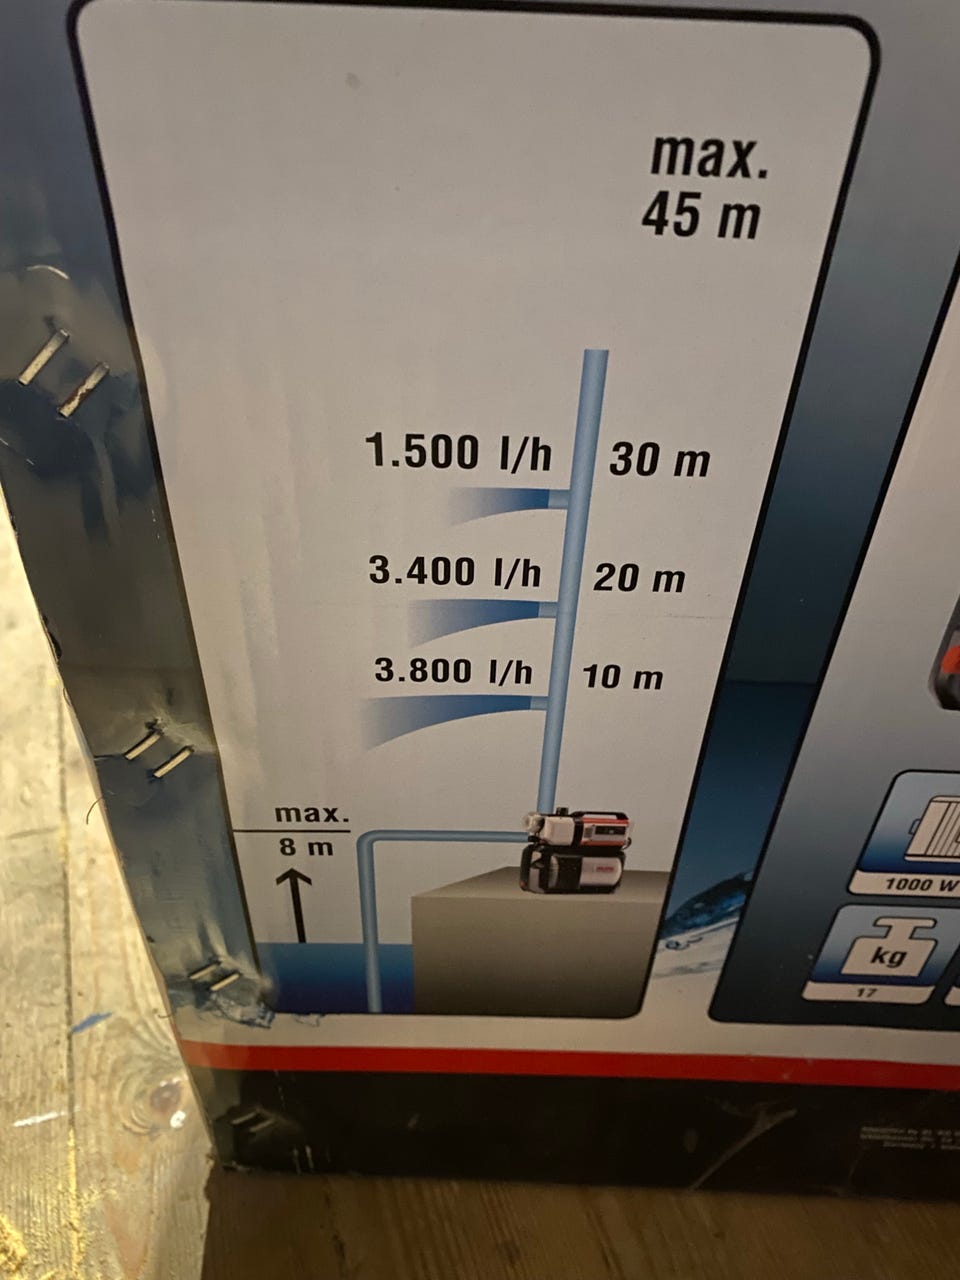 max.
45 m
1.500 l/h 30 m
3.400 l/h 20 m
3.800 l/h 10 m
max.
8 m
1000 W
kg
17